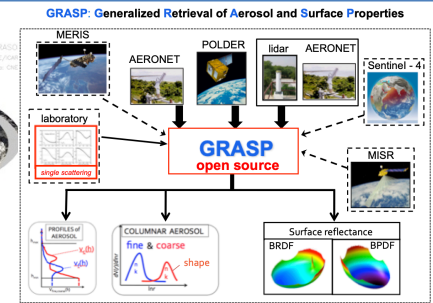 GRASP: Generalized Retrieval of Aerosol and Surface Properties
MERIS
AERONET
POLDER
lidar
AERONET
Sentinel - 4
laboratory
single scattering
GRASP
open source
MISR
PROFILES of
AEROSOL
COLUMNAR AEROSOL
fine & coarse
shape
lnr
Surface reflectance
BRDF
BPDF